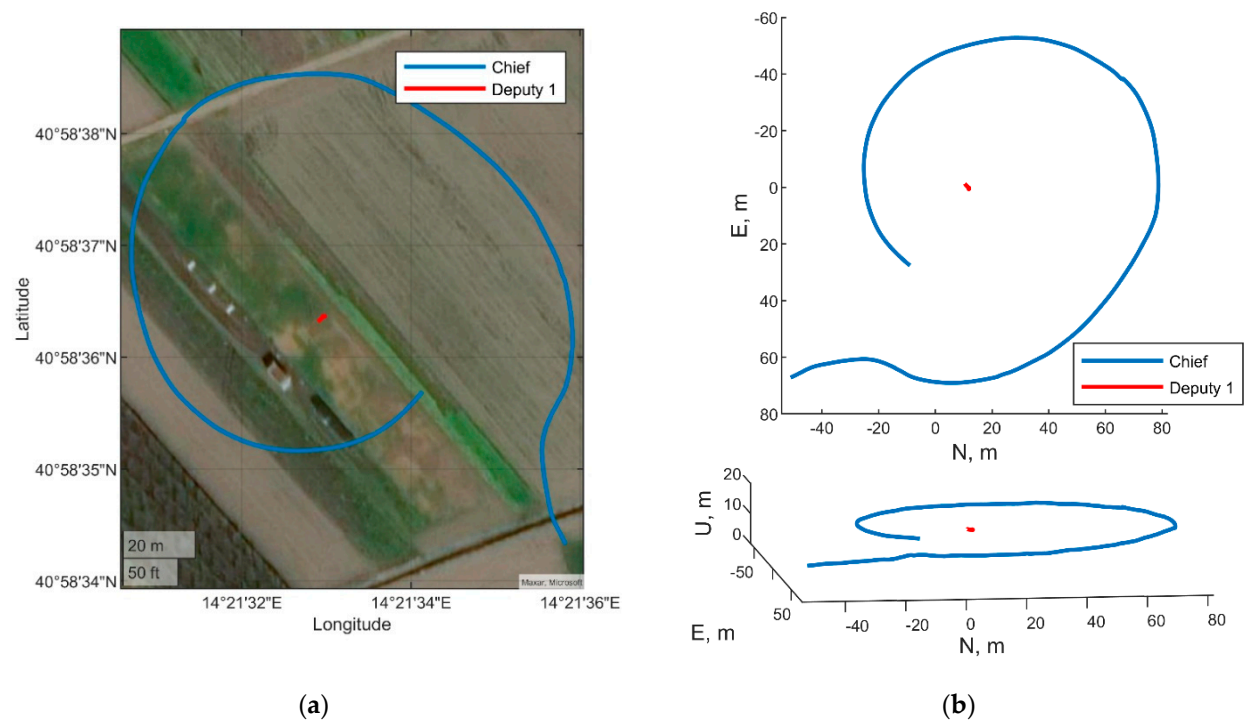 Chief
Deputy 1
40°58'38"N
40°58'37"N
40°58'36"N
40°58'35"N
40°58'34"N
Latitude
20 m
50 ft
Maxar, Microsoft
14°21'32"E
14°21'34"E
14°21'36"E
Longitude
(a)
-60
-40
-20
0
20
40
60
80
E, m
Chief
Deputy 1
-40
-20
0
20
40
60
80
N, m
20
10
0
U, m
-50
0
50
E, m
-40
-20
0
20
40
60
80
N, m
(b)